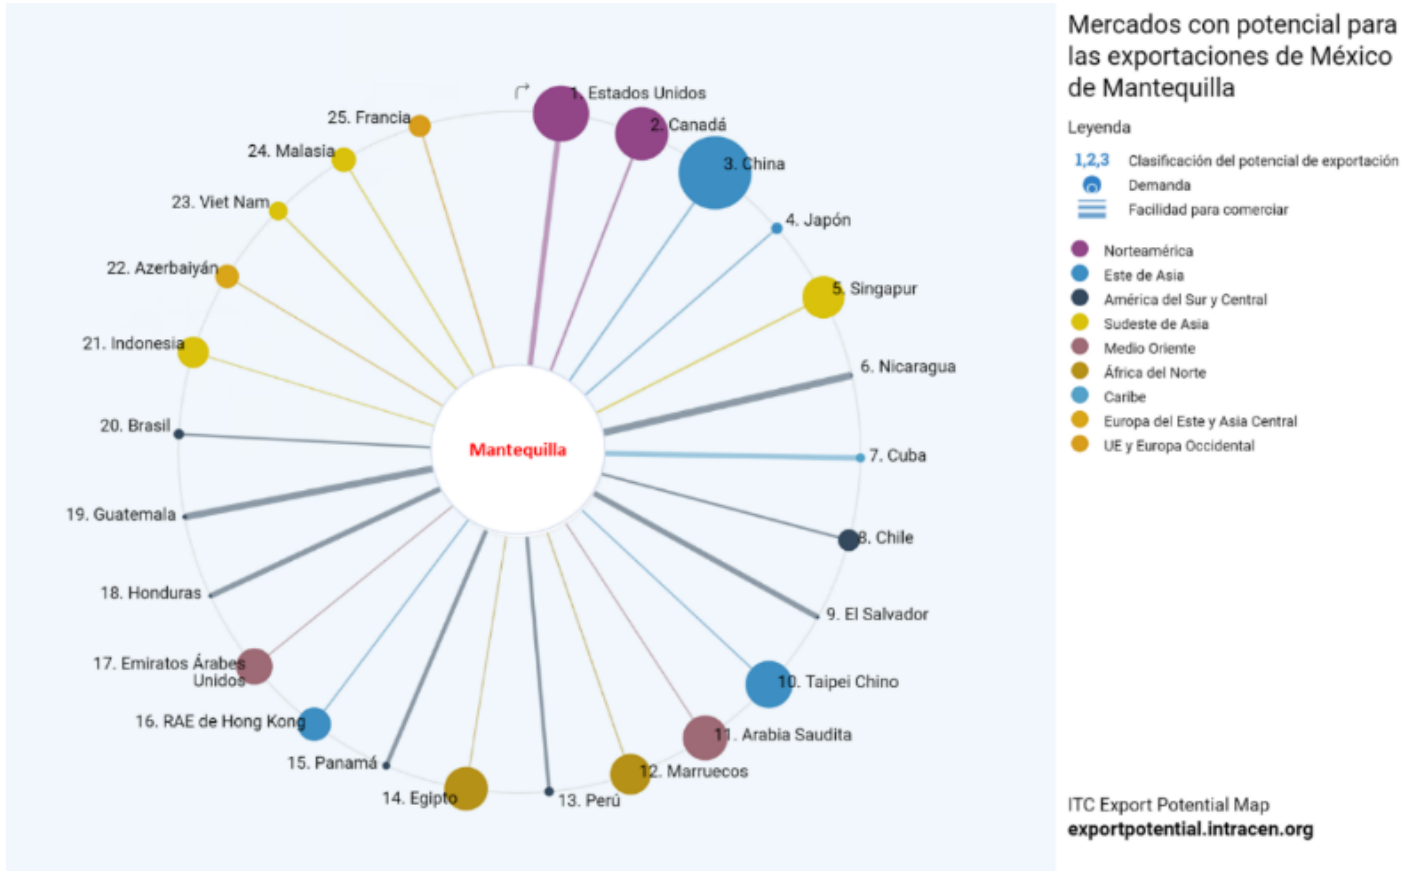 Mercados con potencial para
las exportaciones de México
de Mantequilla
Leyenda
1,2,3 Clasificación del potencial de exportación
Demanda
Facilidad para comerciar
Norteamérica
Este de Asia
América del Sur y Central
Sudeste de Asia
Medio Oriente
África del Norte
Caribe
Europa del Este y Asia Central
UE y Europa Occidental
1. Estados Unidos
2. Canadá
3. China
4. Japón
5. Singapur
6. Nicaragua
7. Cuba
8. Chile
9. El Salvador
10. Taipei Chino
11. Arabia Saudita
12. Marruecos
13. Perú
14. Egipto
15. Panamá
16. RAE de Hong Kong
17. Emiratos Árabes
Unidos
18. Honduras
19. Guatemala
20. Brasil
21. Indonesia
22. Azerbaiyán
23. Viet Nam
24. Malasia
25. Francia
Mantequilla
ITC Export Potential Map
exportpotential.intracen.org